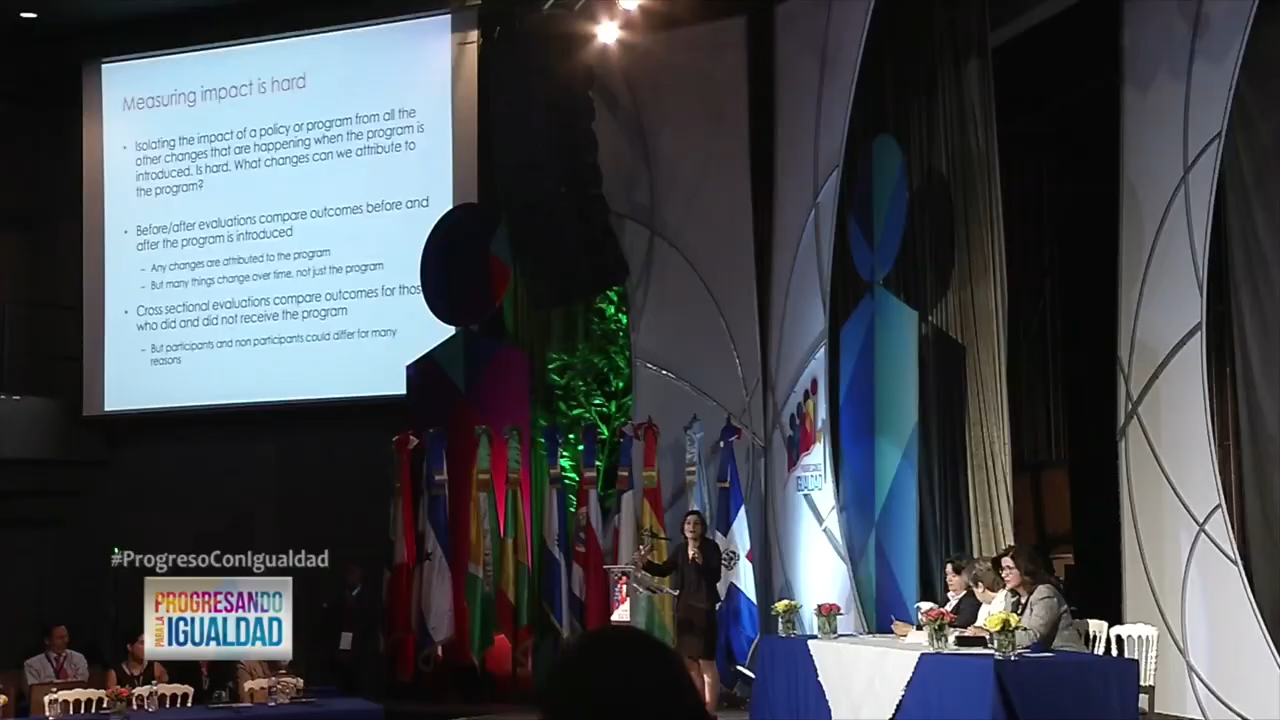 Measuring impact is hard
• Isolating the impact of a policy or program from all the
other changes that are happening when the program is
introduced. Is hard. What changes can we attribute to
the program?
• Before/after evaluations compare outcomes before and
after the program is introduced
– Any changes are attributed to the program
– But many things change over time, not just the program
• Cross sectional evaluations compare outcomes for those
who did and did not receive the program
– But participants and non participants could differ for many
reasons
PROGRESANDO
IGUALDAD
#ProgresoConIgualdad
PROGRESANDO
PARA LA
IGUALDAD